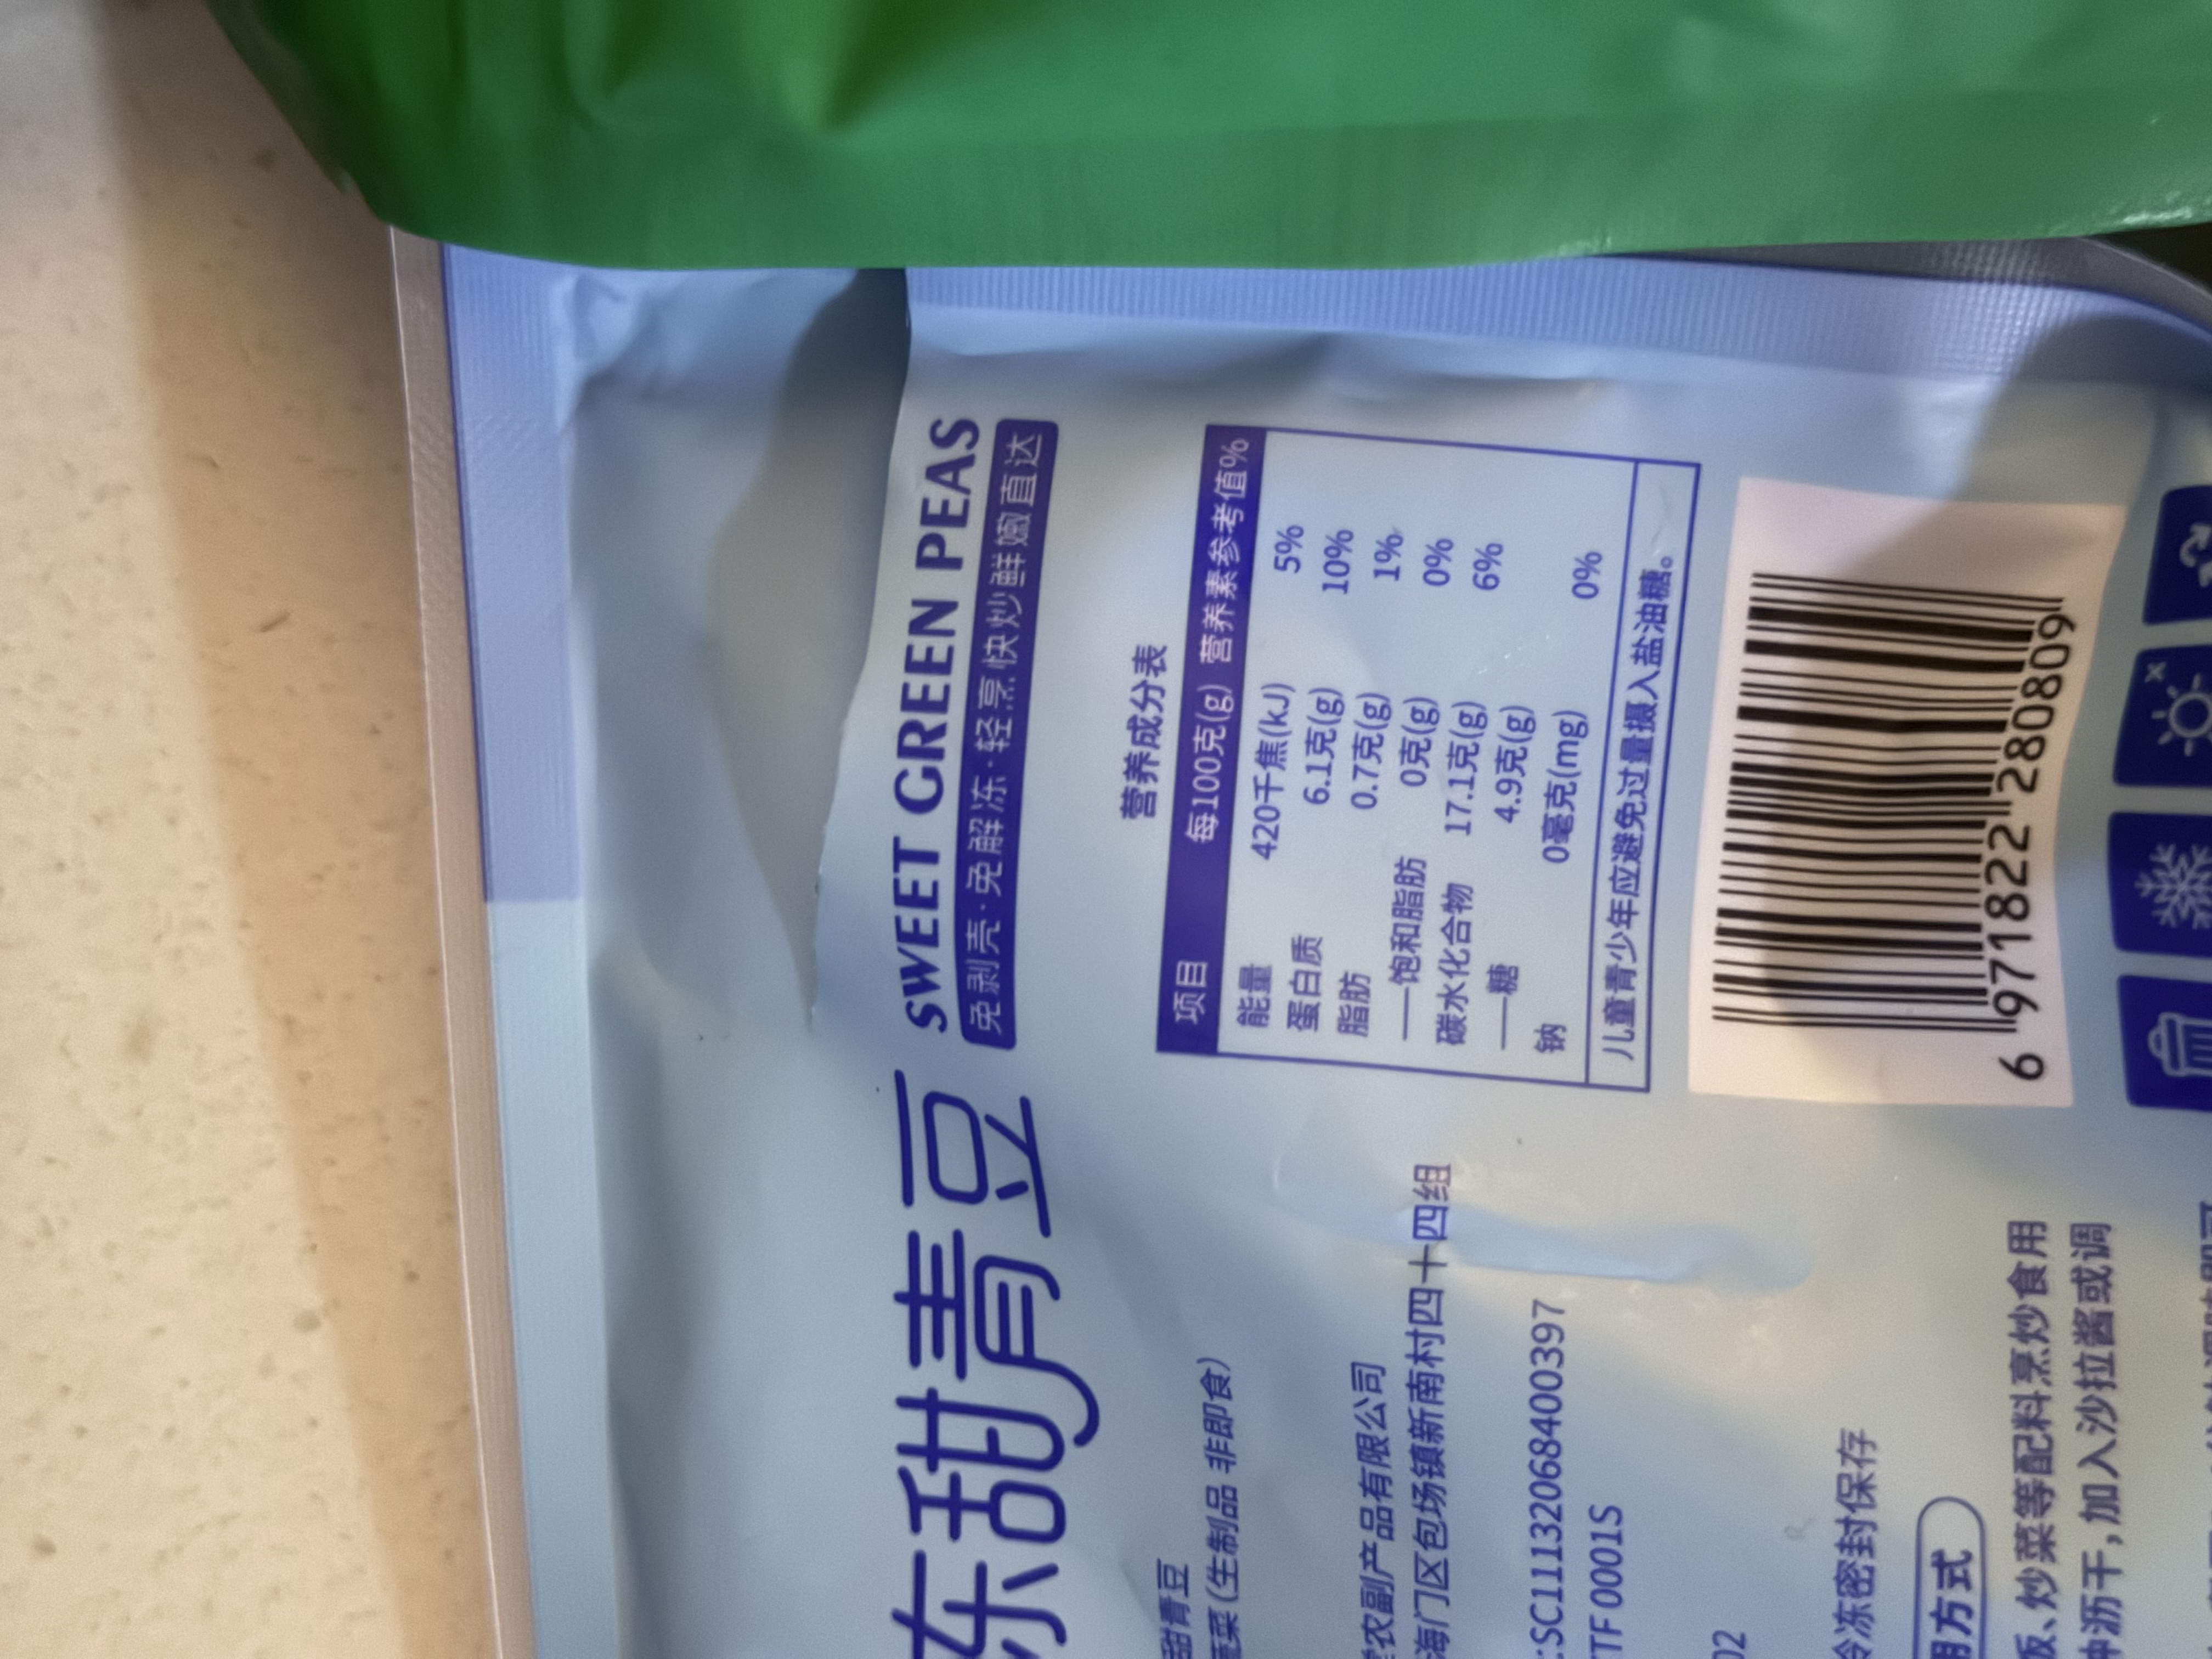 冻甜青豆
SWEET GREEN PEAS
免剥壳·免解冻·轻烹快炒鲜嫩直达
甜青豆
蔬菜(生制品 非即食)
农副产品有限公司
海门区包场镇新南村四十四组
:SC11132068400397
TF 0001S
02
冷冻密封保存
用方式
饭、炒菜等配料烹炒食用
钟沥干,加入沙拉酱或调
营养成分表
项目 每100克(g) 营养素参考值%
能量 420千焦(kJ) 5%
蛋白质 6.1克(g) 10%
脂肪 0.7克(g) 1%
——饱和脂肪 0克(g) 0%
碳水化合物 17.1克(g) 6%
——糖 4.9克(g)
钠 0毫克(mg) 0%
儿童青少年应避免过量摄入盐油糖。
6 971822 280809